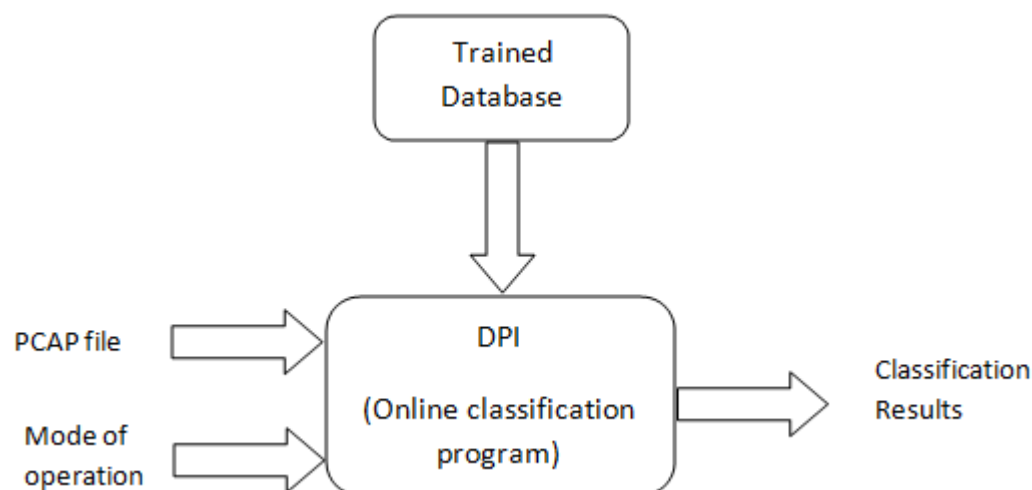 Trained
Database
PCAP file
DPI
(Online classification
program)
Mode of
operation
Classification
Results